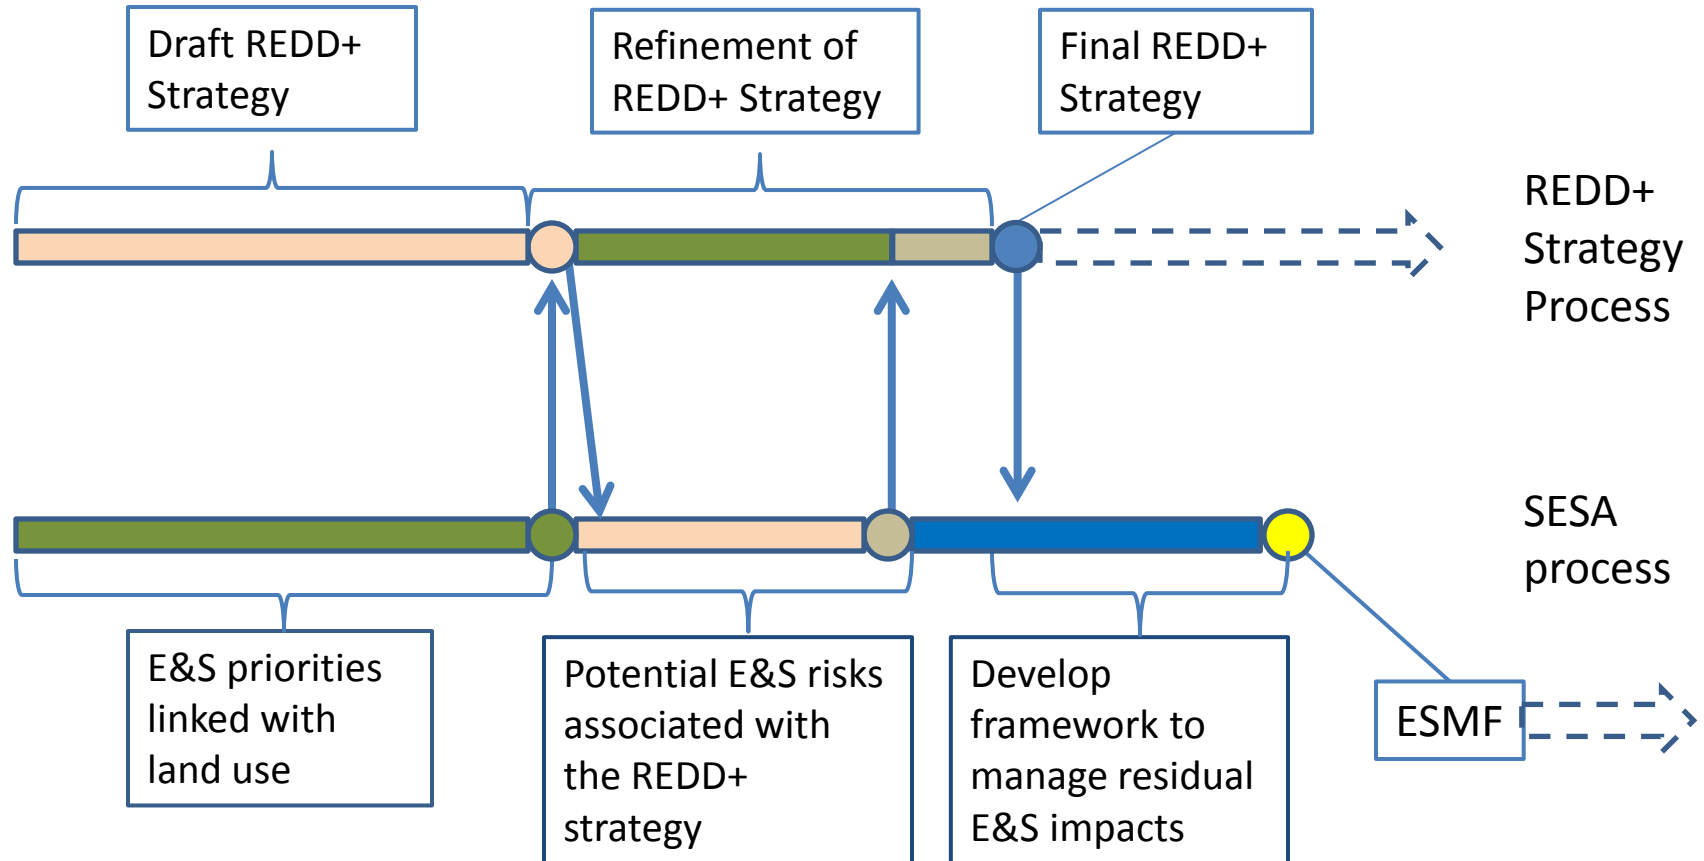 Draft REDD+
Strategy
Refinement of
REDD+ Strategy
Final REDD+
Strategy
REDD+
Strategy
Process
SESA
process
E&S priorities
linked with
land use
Potential E&S risks
associated with
the REDD+
strategy
Develop
framework to
manage residual
E&S impacts
ESMF